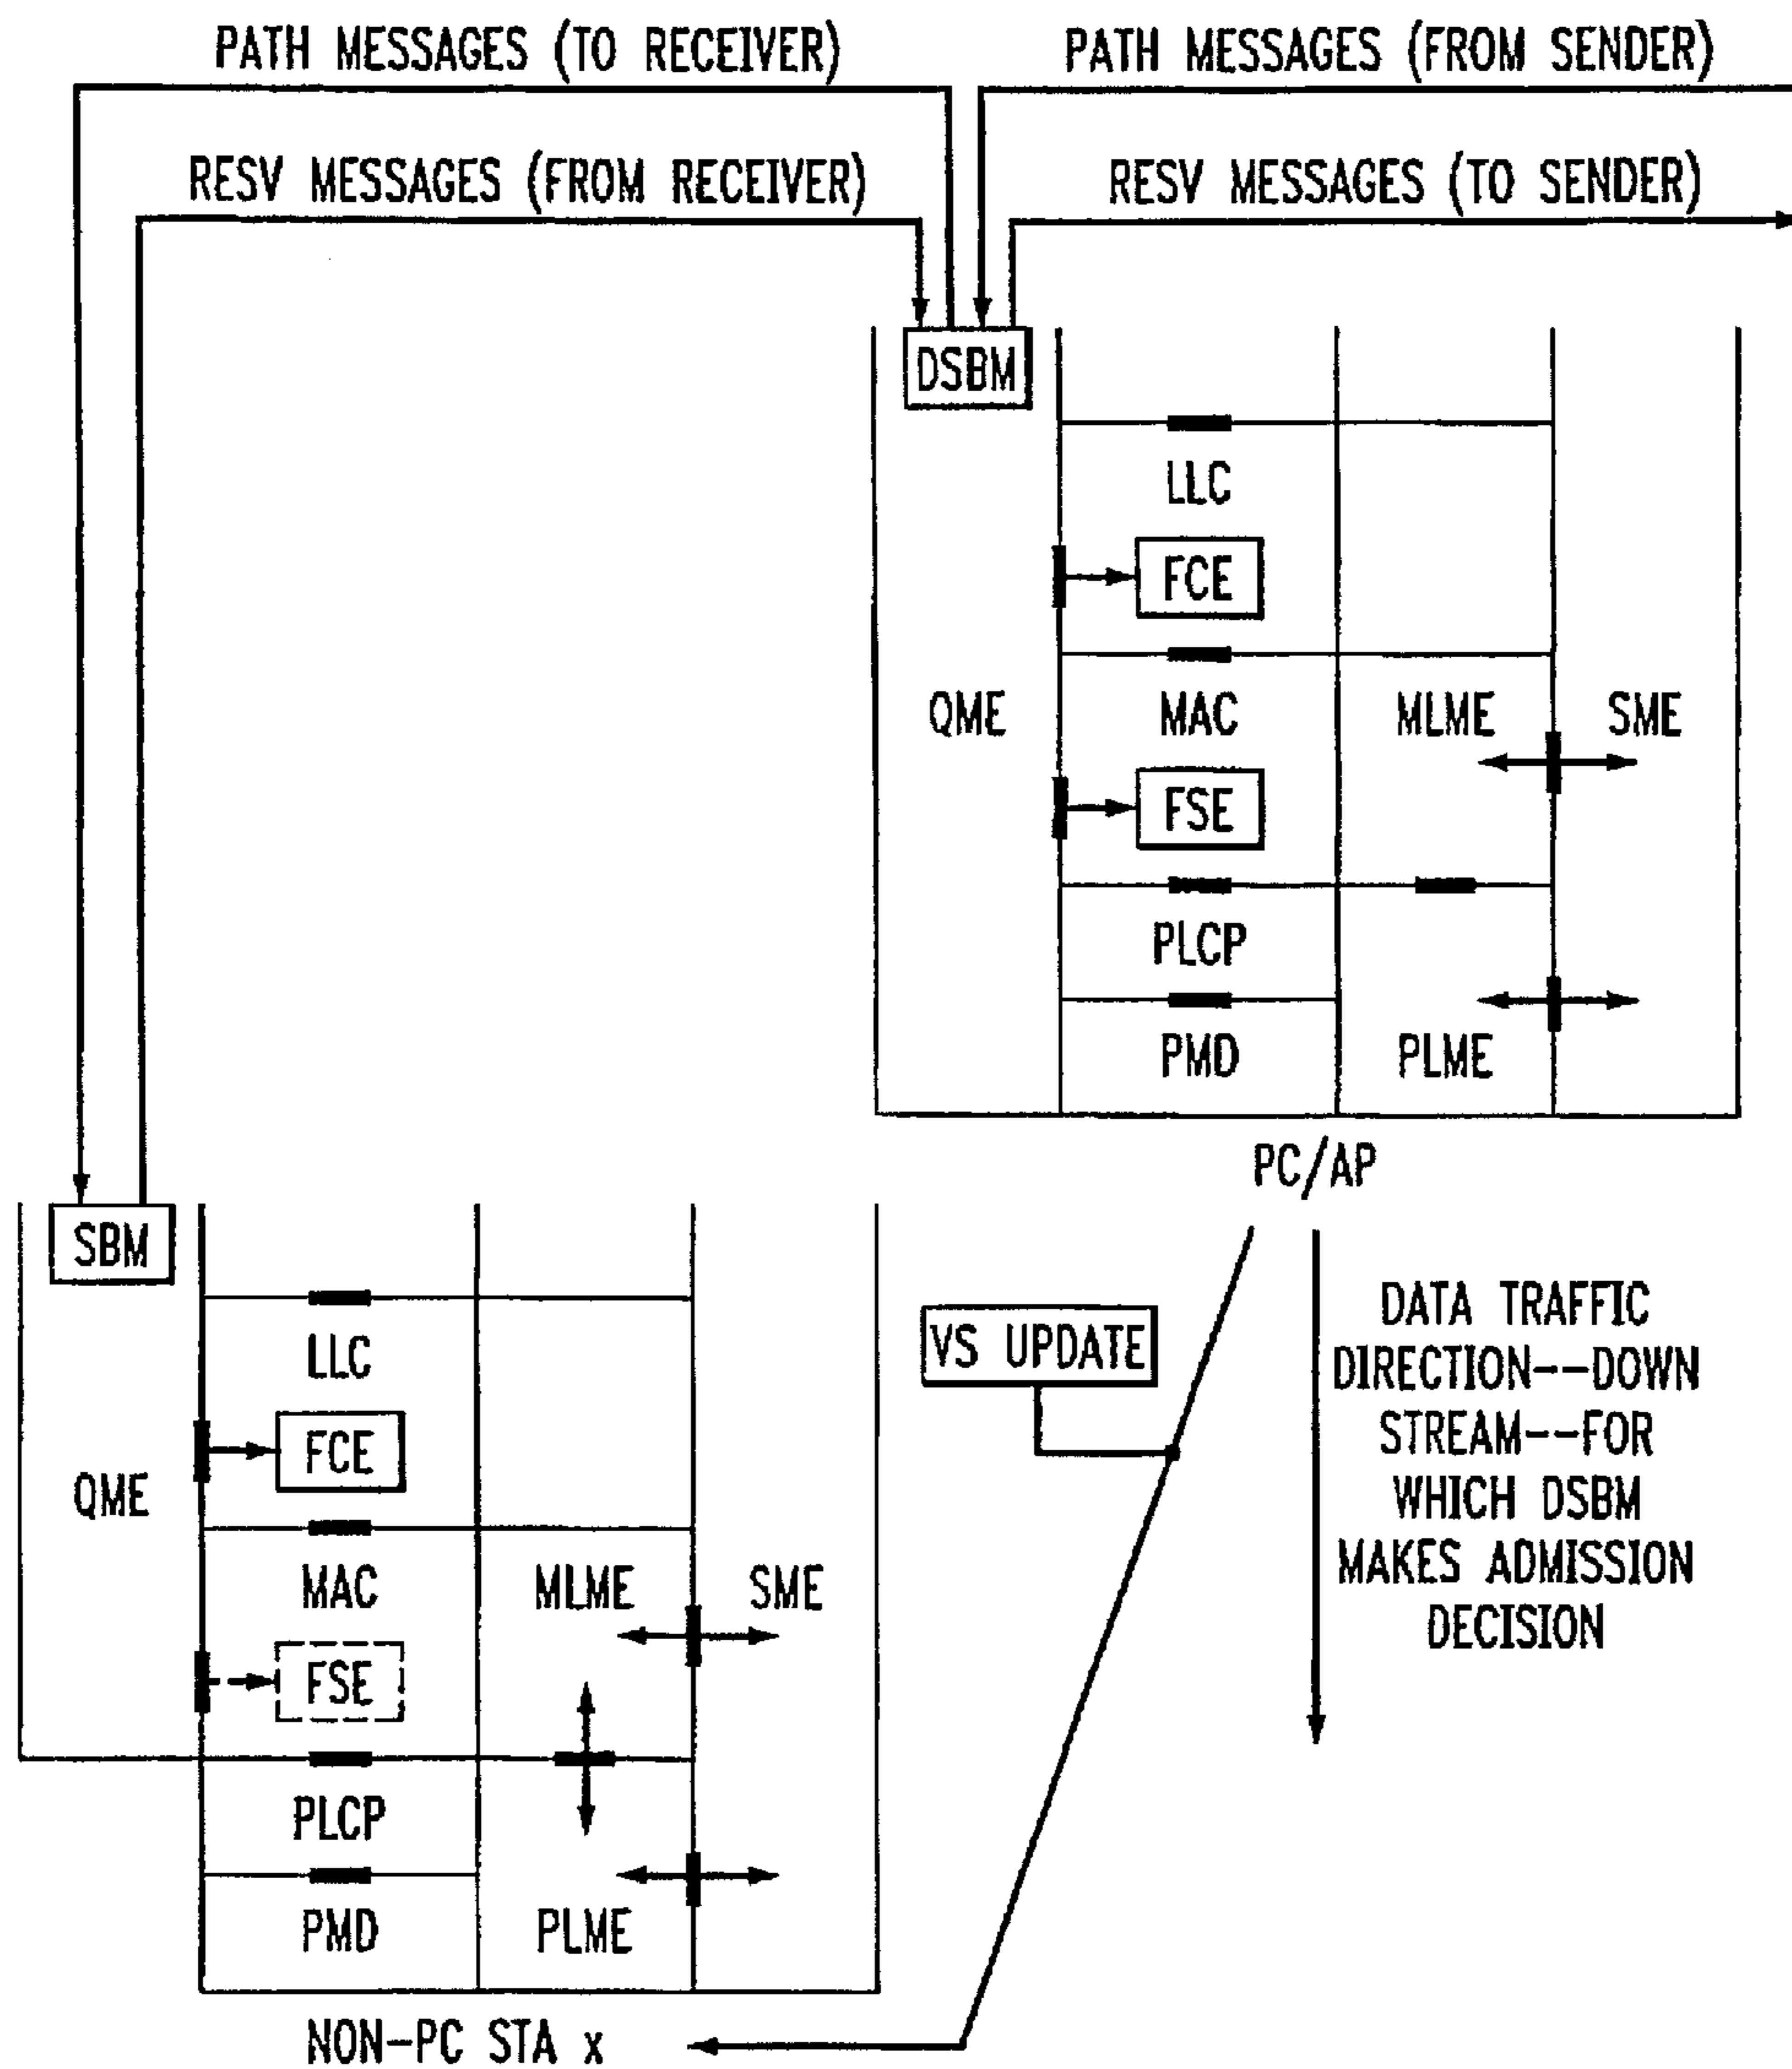 PATH MESSAGES (TO RECEIVER)
PATH MESSAGES (FROM SENDER)
RESV MESSAGES (FROM RECEIVER)
RESV MESSAGES (TO SENDER)
DSBM
LLC
FCE
QME
MAC
MLME
SME
FSE
PLCP
PMD
PLME
PC/AP
SBM
LLC
FCE
QME
MAC
MLME
SME
FSE
PLCP
PMD
PLME
NON-PC STA x
VS UPDATE
DATA TRAFFIC
DIRECTION--DOWN
STREAM--FOR
WHICH DSBM
MAKES ADMISSION
DECISION